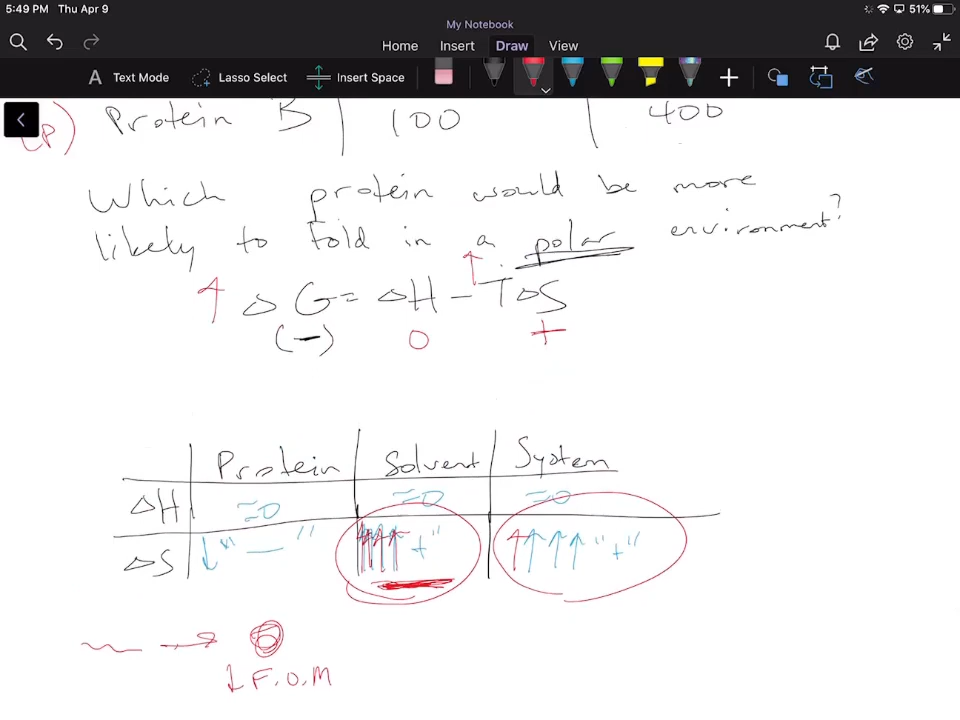 5:49 PM Thu Apr 9 51%
My Notebook
Home Insert Draw View
A Text Mode Lasso Select Insert Space
Protein B 100 400
Which protein would be more
likely to fold in a polar environment?
ΔG = ΔH - TΔS
(-) 0 +
Protein Solvent System
ΔH ≈0 ≈0 ≈0
ΔS ↓ "-" ↑↑↑↑ "+" ↑↑↑↑ "+"
↓ F.O.M